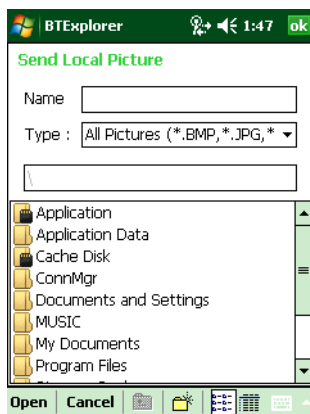 BTExplorer 1:47 ok
Send Local Picture
Name
Type : All Pictures (*.BMP,*.JPG,*
\
Application
Application Data
Cache Disk
ConnMgr
Documents and Settings
MUSIC
My Documents
Program Files
Open Cancel